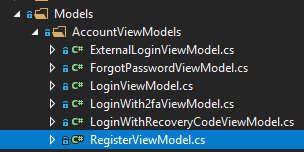 Models
AccountViewModels
C# ExternalLoginViewModel.cs
C# ForgotPasswordViewModel.cs
C# LoginViewModel.cs
C# LoginWith2faViewModel.cs
C# LoginWithRecoveryCodeViewModel.cs
C# RegisterViewModel.cs